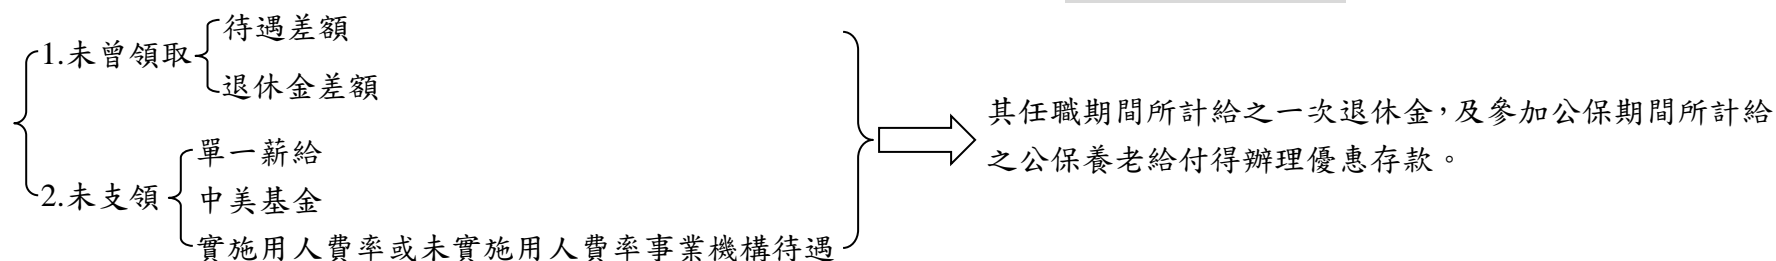 1.未曾領取
待遇差額
退休金差額
2.未支領
單一薪給
中美基金
實施用人費率或未實施用人費率事業機構待遇
其任職期間所計給之一次退休金，及參加公保期間所計給
之公保養老給付得辦理優惠存款。